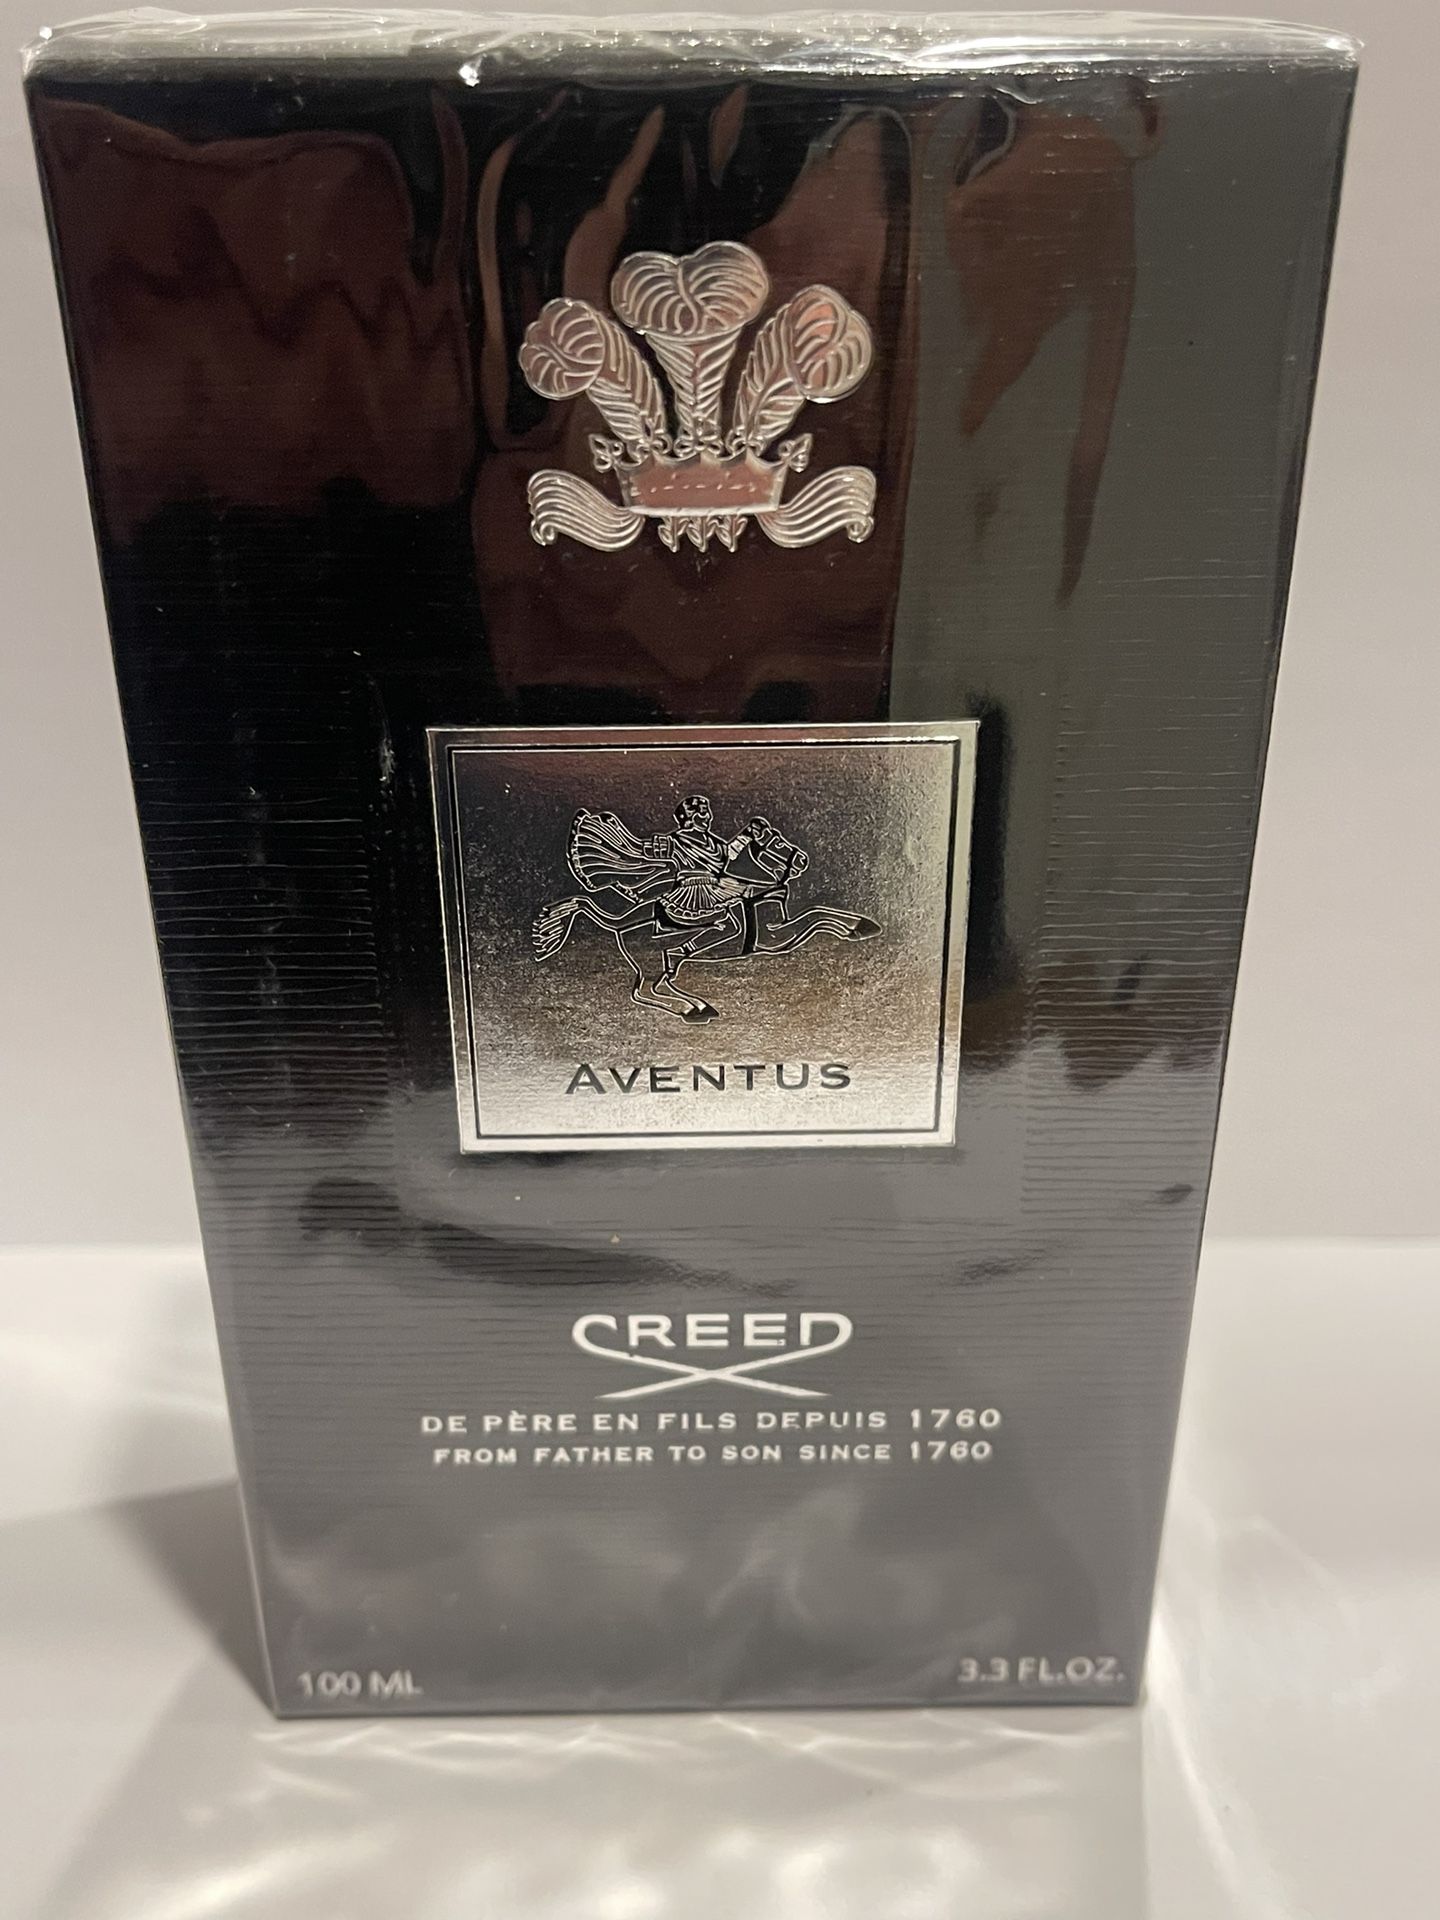 AVENTUS
CREED
DE PÈRE EN FILS DEPUIS 1760
FROM FATHER TO SON SINCE 1760
100 ML
3.3 FL.OZ.